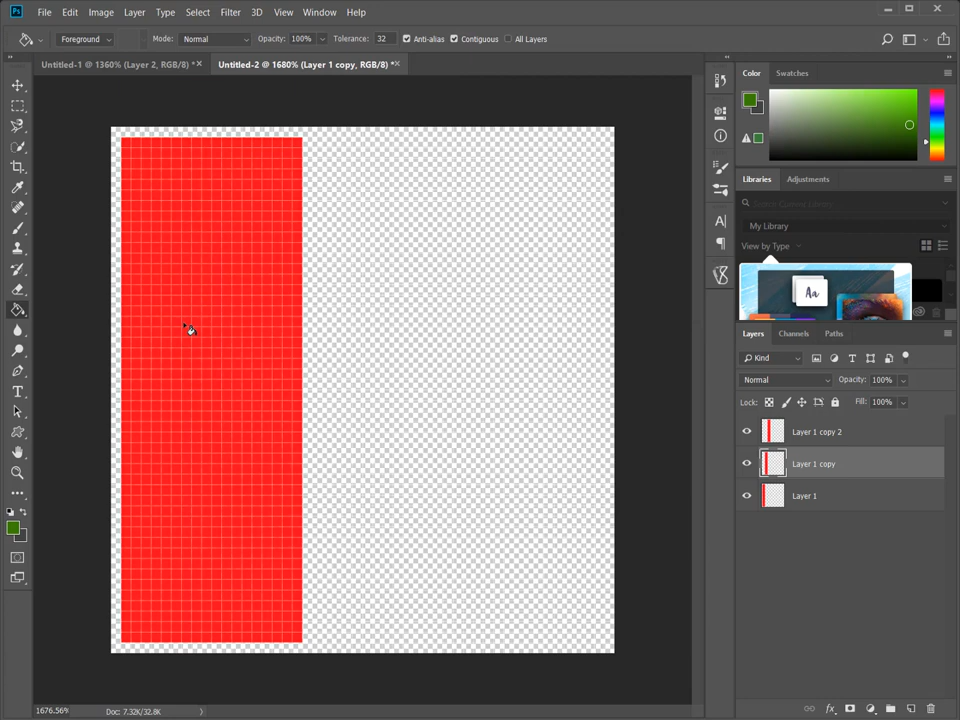 Ps File Edit Image Layer Type Select Filter 3D View Window Help
Foreground Mode: Normal Opacity: 100% Tolerance: 32 Anti-alias Contiguous All Layers
Untitled-1 @ 1360% (Layer 2, RGB/8) * Untitled-2 @ 1680% (Layer 1 copy, RGB/8) *
Color Swatches
Libraries Adjustments
My Library
View by Type
Aa
Layers Channels Paths
Kind
Normal Opacity: 100%
Lock: Fill: 100%
Layer 1 copy 2
Layer 1 copy
Layer 1
fx
1676.56% Doc: 7.32K/32.8K